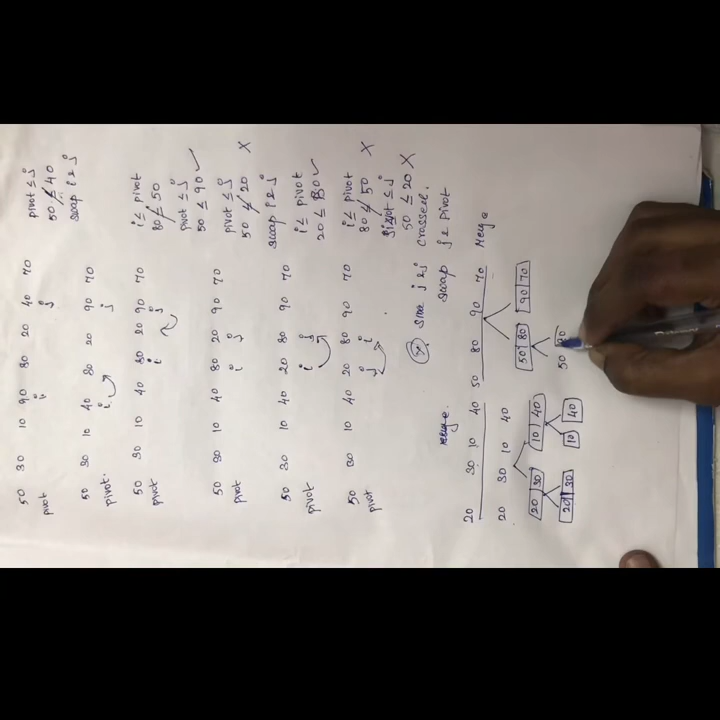 50 30 10 90 80 20 40 70 pivot ≤ j
pivot i j 50 ≤ 40
swap i & j
50 30 10 40 80 20 90 70
pivot. i j
50 30 10 40 80 20 90 70 i ≤ pivot
pivot i j 80 ≤ 50
pivot ≤ j
50 ≤ 90 ✓
50 30 10 40 80 20 90 70 pivot ≤ j
pivot i j 50 ≤ 20 X
swap i & j
50 30 10 40 20 80 90 70 i ≤ pivot
pivot i j 20 ≤ 50 ✓
50 30 10 40 20 80 90 70 i ≤ pivot
pivot j i 80 ≤ 50 X
pivot ≤ j
50 ≤ 20 X
Since j & i crossed.
swap j & pivot
merge.
20 30 10 40 50 80 90 70 Merge
20 30 10 40
20 30 10 40 50 80 90 70
20 30 10 40 50